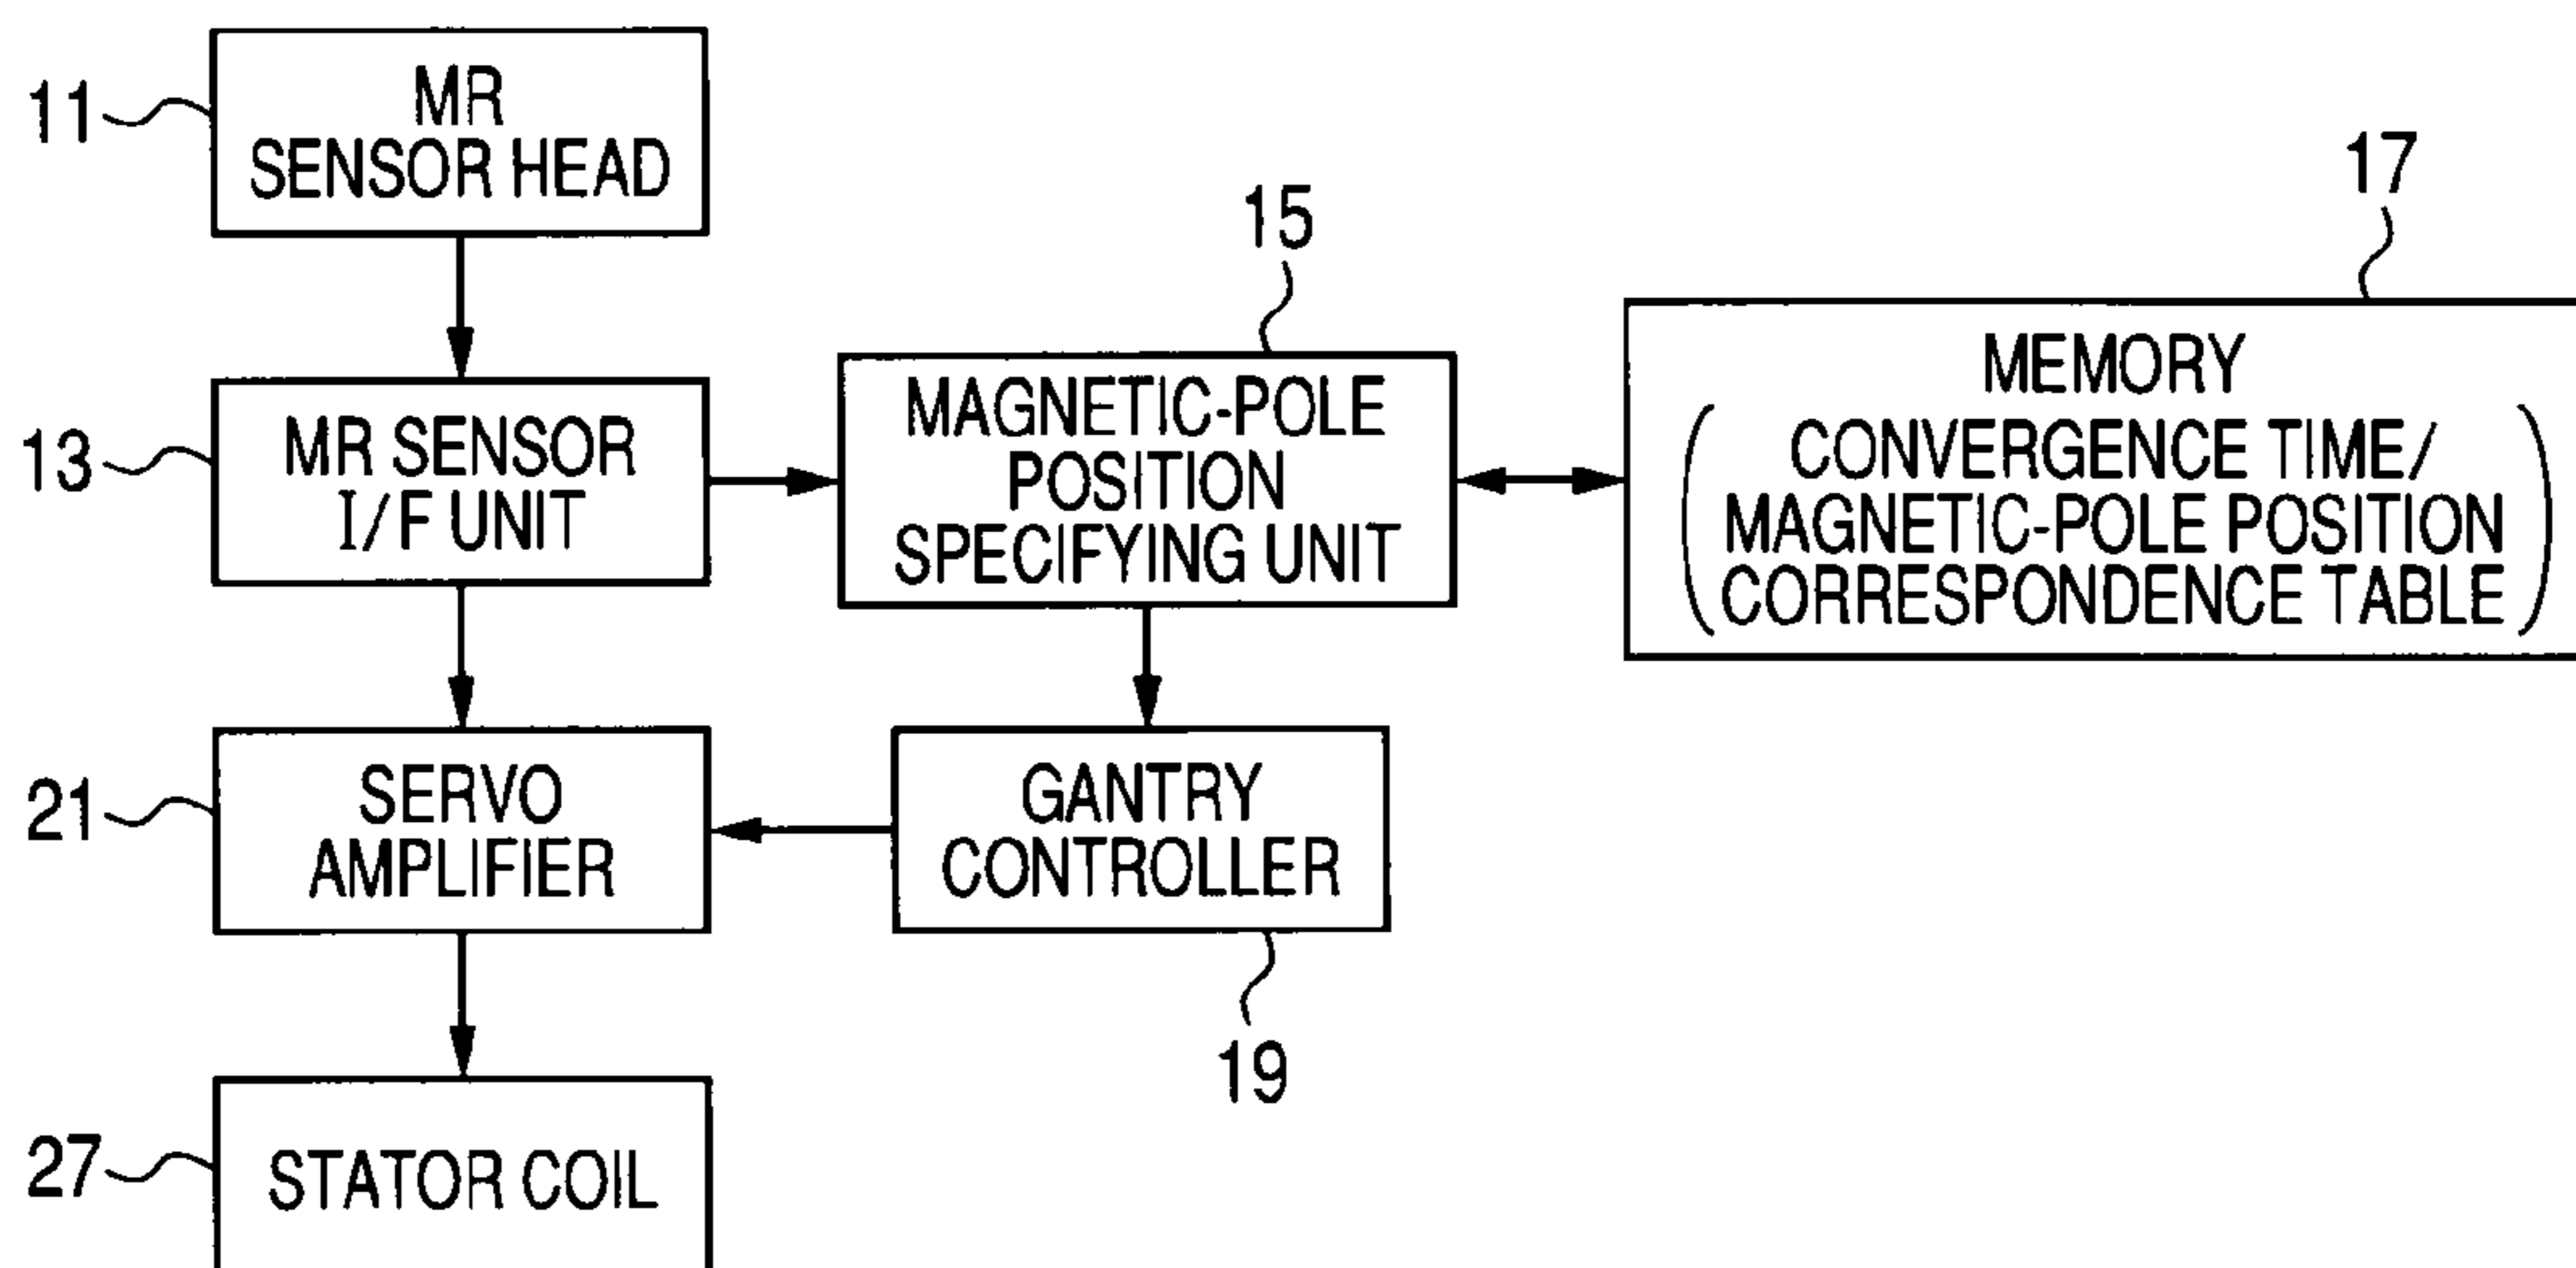 11
MR
SENSOR HEAD
17
15
MEMORY
MAGNETIC-POLE
POSITION
SPECIFYING UNIT
(CONVERGENCE TIME/
MAGNETIC-POLE POSITION
CORRESPONDENCE TABLE)
13
MR SENSOR
I/F UNIT
21
SERVO
AMPLIFIER
GANTRY
CONTROLLER
19
27
STATOR COIL